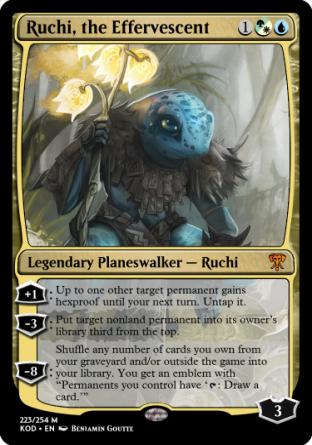 Ruchi, the Effervescent 1
Legendary Planeswalker — Ruchi
+1: Up to one other target permanent gains
hexproof until your next turn. Untap it.
-3: Put target nonland permanent into its owner's
library third from the top.
Shuffle any number of cards you own from
your graveyard and/or outside the game into
-8: your library. You get an emblem with
“Permanents you control have ‘T: Draw a
card.’”
3
223/254 M
KOD • EN Benjamin Goutte